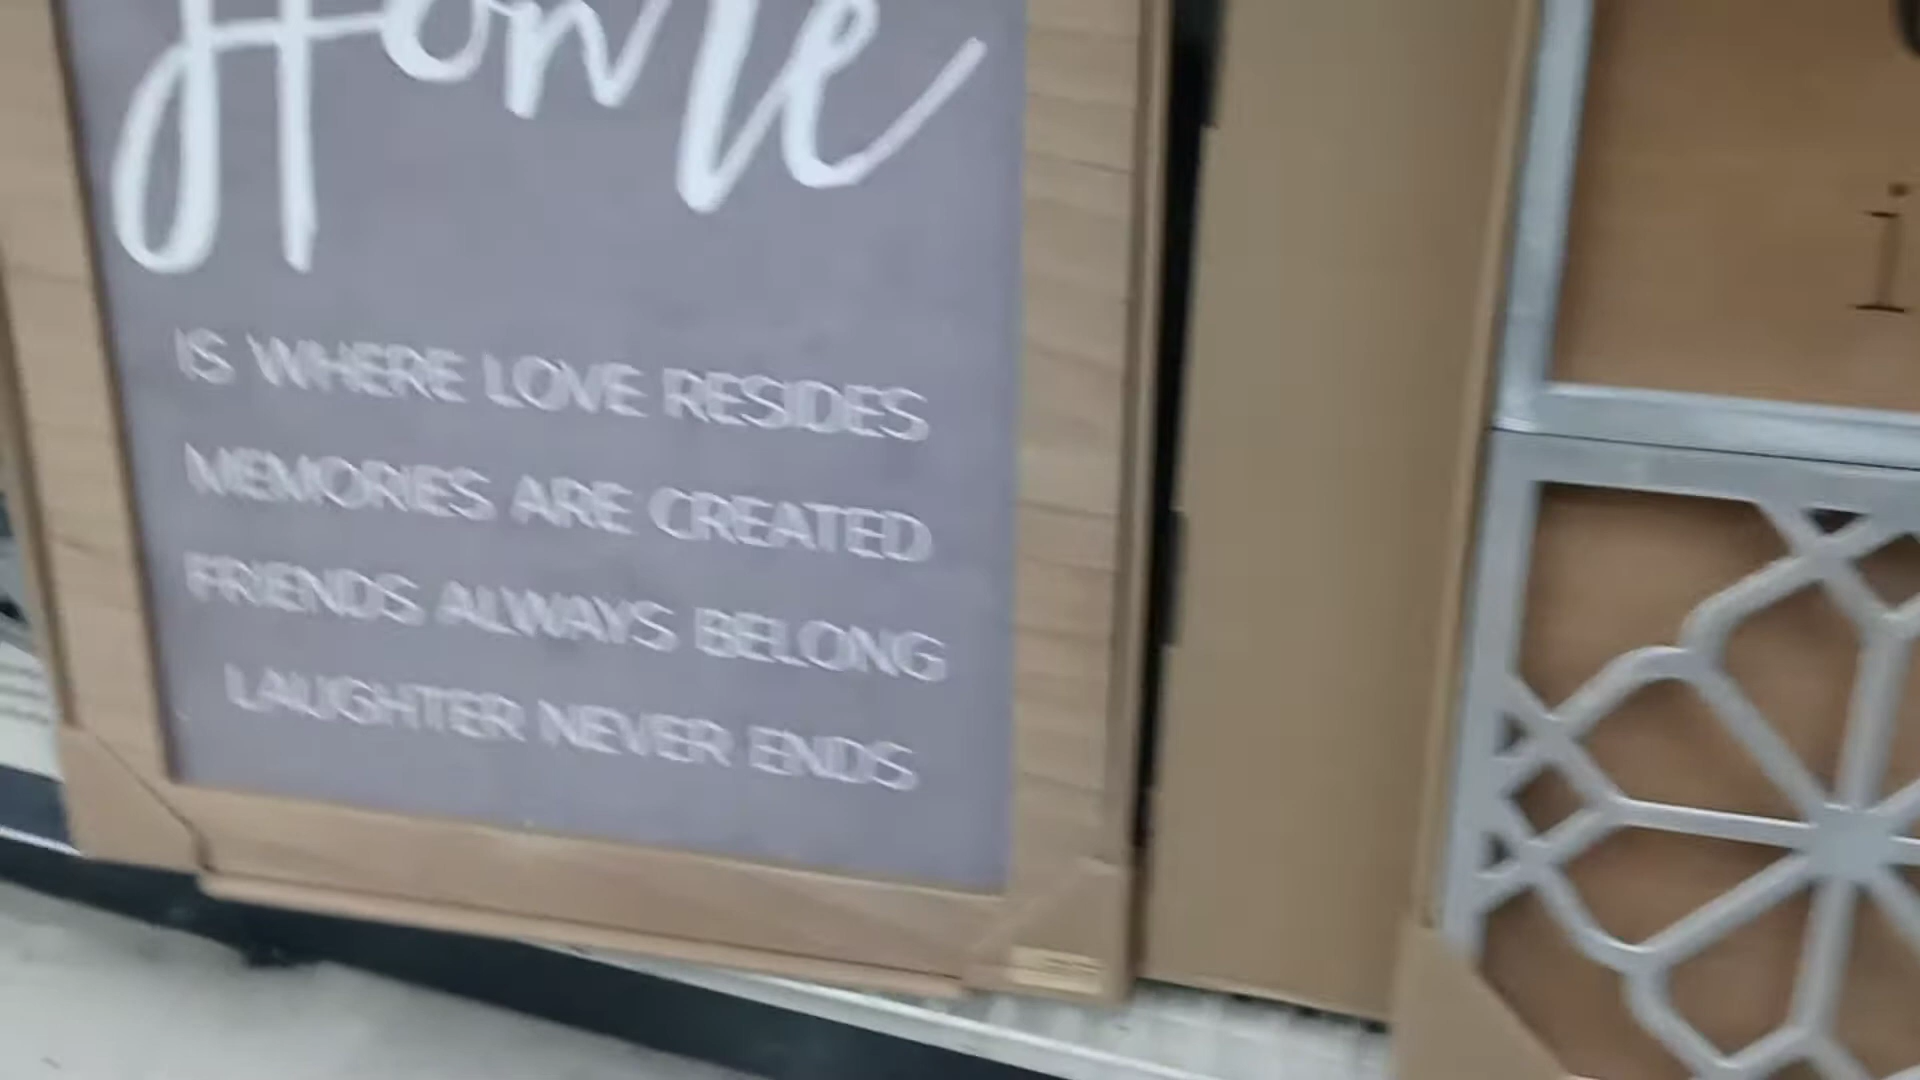 Home
IS WHERE LOVE RESIDES
MEMORIES ARE CREATED
FRIENDS ALWAYS BELONG
LAUGHTER NEVER ENDS
i